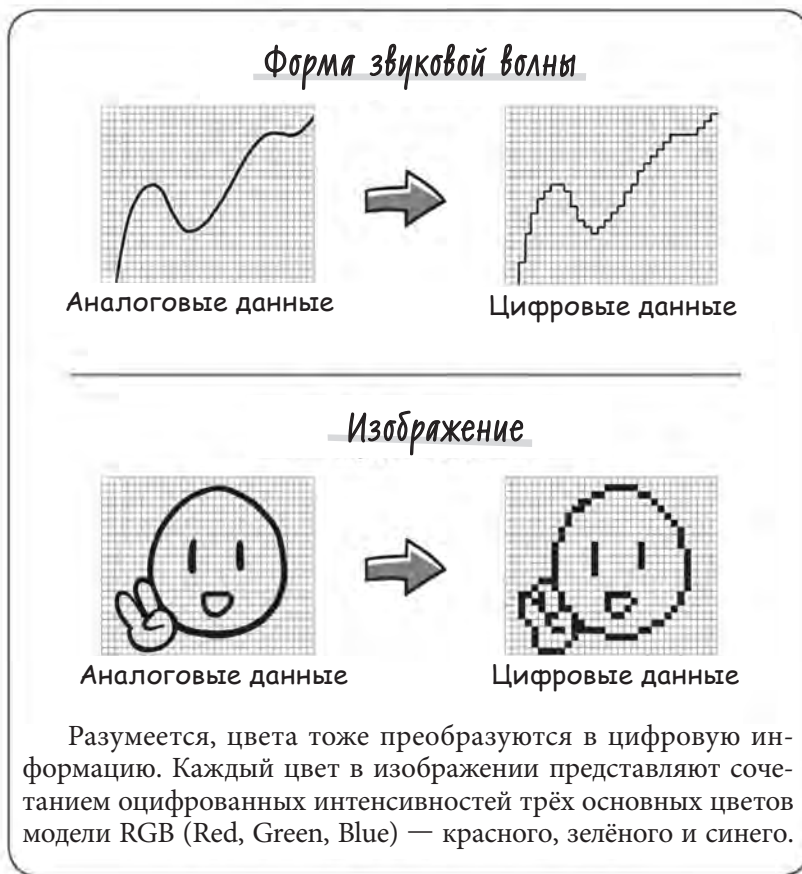 Форма звуковой волны
Аналоговые данные
Цифровые данные
Изображение
Аналоговые данные
Цифровые данные
Разумеется, цвета тоже преобразуются в цифровую ин-
формацию. Каждый цвет в изображении представляют соче-
танием оцифрованных интенсивностей трёх основных цветов
модели RGB (Red, Green, Blue) — красного, зелёного и синего.